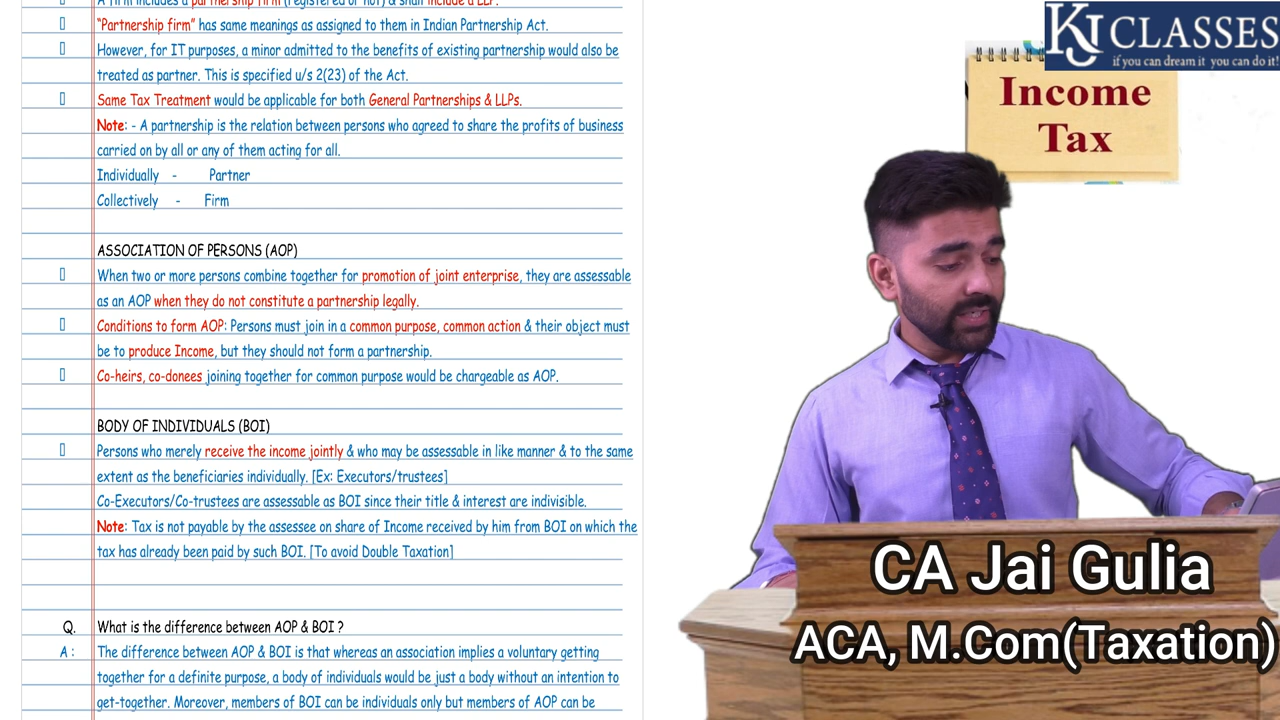 A firm includes a partnership firm (registered or not) & shall include a LLP.
“Partnership firm” has same meanings as assigned to them in Indian Partnership Act.
However, for IT purposes, a minor admitted to the benefits of existing partnership would also be
treated as partner. This is specified u/s 2(23) of the Act.
Same Tax Treatment would be applicable for both General Partnerships & LLPs.
Note: - A partnership is the relation between persons who agreed to share the profits of business
carried on by all or any of them acting for all.
Individually - Partner
Collectively - Firm
ASSOCIATION OF PERSONS (AOP)
When two or more persons combine together for promotion of joint enterprise, they are assessable
as an AOP when they do not constitute a partnership legally.
Conditions to form AOP: Persons must join in a common purpose, common action & their object must
be to produce Income, but they should not form a partnership.
Co-heirs, co-donees joining together for common purpose would be chargeable as AOP.
BODY OF INDIVIDUALS (BOI)
Persons who merely receive the income jointly & who may be assessable in like manner & to the same
extent as the beneficiaries individually. [Ex: Executors/trustees]
Co-Executors/Co-trustees are assessable as BOI since their title & interest are indivisible.
Note: Tax is not payable by the assessee on share of Income received by him from BOI on which the
tax has already been paid by such BOI. [To avoid Double Taxation]
Q. What is the difference between AOP & BOI ?
A : The difference between AOP & BOI is that whereas an association implies a voluntary getting
together for a definite purpose, a body of individuals would be just a body without an intention to
get-together. Moreover, members of BOI can be individuals only but members of AOP can be
KJ CLASSES
if you can dream it you can do it!
Income
Tax
CA Jai Gulia
ACA, M.Com(Taxation)